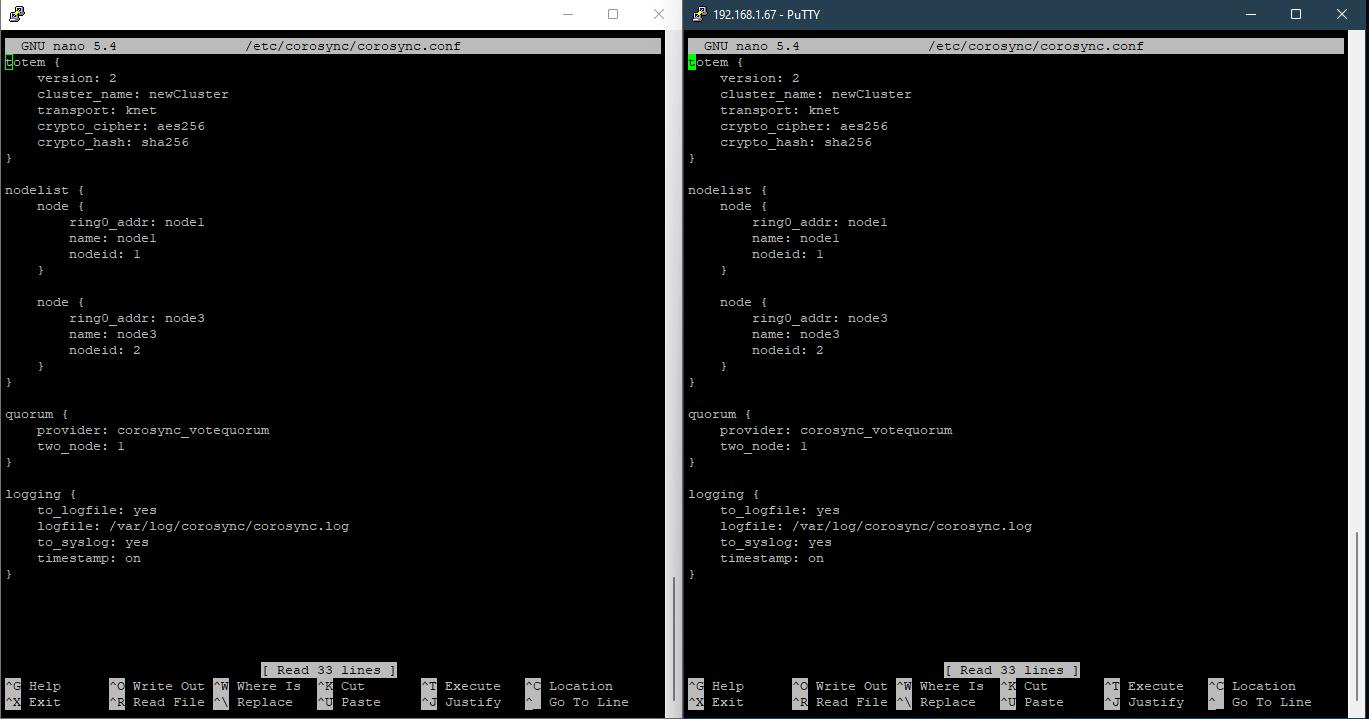 GNU nano 5.4 /etc/corosync/corosync.conf
totem {
    version: 2
    cluster_name: newCluster
    transport: knet
    crypto_cipher: aes256
    crypto_hash: sha256
}

nodelist {
    node {
        ring0_addr: node1
        name: node1
        nodeid: 1
    }

    node {
        ring0_addr: node3
        name: node3
        nodeid: 2
    }
}

quorum {
    provider: corosync_votequorum
    two_node: 1
}

logging {
    to_logfile: yes
    logfile: /var/log/corosync/corosync.log
    to_syslog: yes
    timestamp: on
}
[ Read 33 lines ]
^G Help ^O Write Out ^W Where Is ^K Cut ^T Execute ^C Location
^X Exit ^R Read File ^\ Replace ^U Paste ^J Justify ^_ Go To Line
192.168.1.67 - PuTTY
GNU nano 5.4 /etc/corosync/corosync.conf
totem {
    version: 2
    cluster_name: newCluster
    transport: knet
    crypto_cipher: aes256
    crypto_hash: sha256
}

nodelist {
    node {
        ring0_addr: node1
        name: node1
        nodeid: 1
    }

    node {
        ring0_addr: node3
        name: node3
        nodeid: 2
    }
}

quorum {
    provider: corosync_votequorum
    two_node: 1
}

logging {
    to_logfile: yes
    logfile: /var/log/corosync/corosync.log
    to_syslog: yes
    timestamp: on
}
[ Read 33 lines ]
^G Help ^O Write Out ^W Where Is ^K Cut ^T Execute ^C Location
^X Exit ^R Read File ^\ Replace ^U Paste ^J Justify ^_ Go To Line